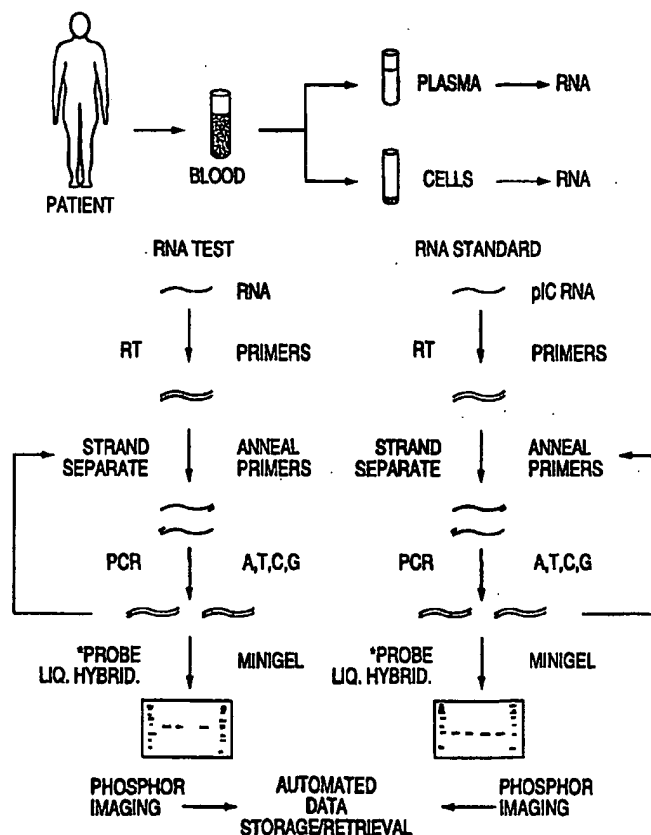 PLASMA
RNA
BLOOD
CELLS
RNA
PATIENT
RNA TEST
RNA STANDARD
RNA
pIC RNA
RT
PRIMERS
RT
PRIMERS
STRAND
SEPARATE
ANNEAL
PRIMERS
STRAND
SEPARATE
ANNEAL
PRIMERS
PCR
A,T,C,G
PCR
A,T,C,G
*PROBE
LIQ. HYBRID.
MINIGEL
*PROBE
LIQ. HYBRID.
MINIGEL
PHOSPHOR
IMAGING
AUTOMATED
DATA
STORAGE/RETRIEVAL
PHOSPHOR
IMAGING